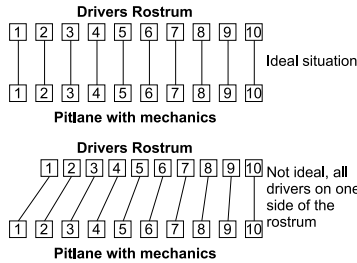 Drivers Rostrum
1 2 3 4 5 6 7 8 9 10
Ideal situation
1 2 3 4 5 6 7 8 9 10
Pitlane with mechanics
Drivers Rostrum
1 2 3 4 5 6 7 8 9 10
Not ideal, all
drivers on one
side of the
rostrum
1 2 3 4 5 6 7 8 9 10
Pitlane with mechanics